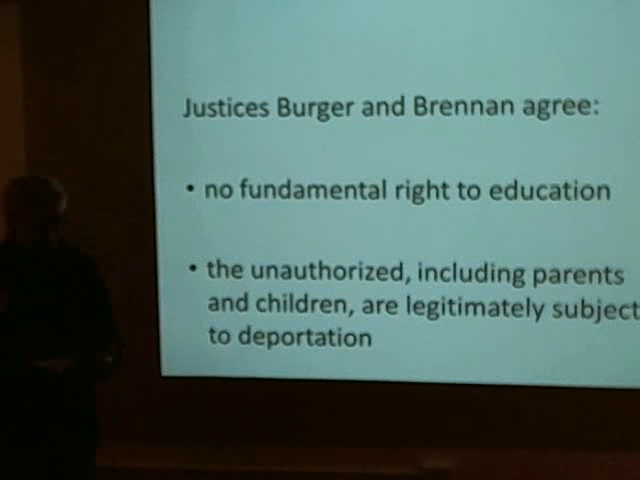 Justices Burger and Brennan agree:
• no fundamental right to education
• the unauthorized, including parents
and children, are legitimately subject
to deportation